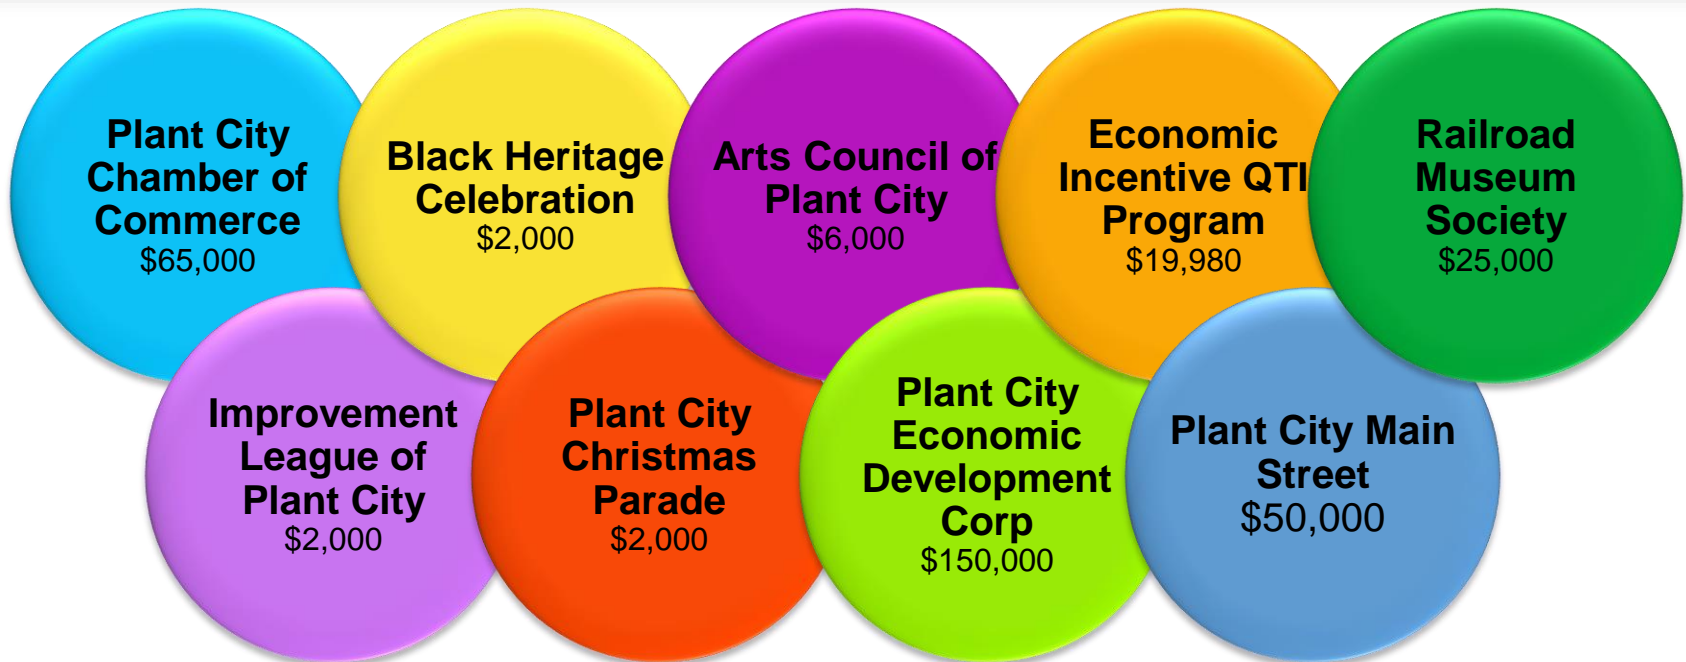 Plant City
Chamber of
Commerce
$65,000
Black Heritage
Celebration
$2,000
Arts Council of
Plant City
$6,000
Economic
Incentive QTI
Program
$19,980
Railroad
Museum
Society
$25,000
Improvement
League of
Plant City
$2,000
Plant City
Christmas
Parade
$2,000
Plant City
Economic
Development
Corp
$150,000
Plant City Main
Street
$50,000